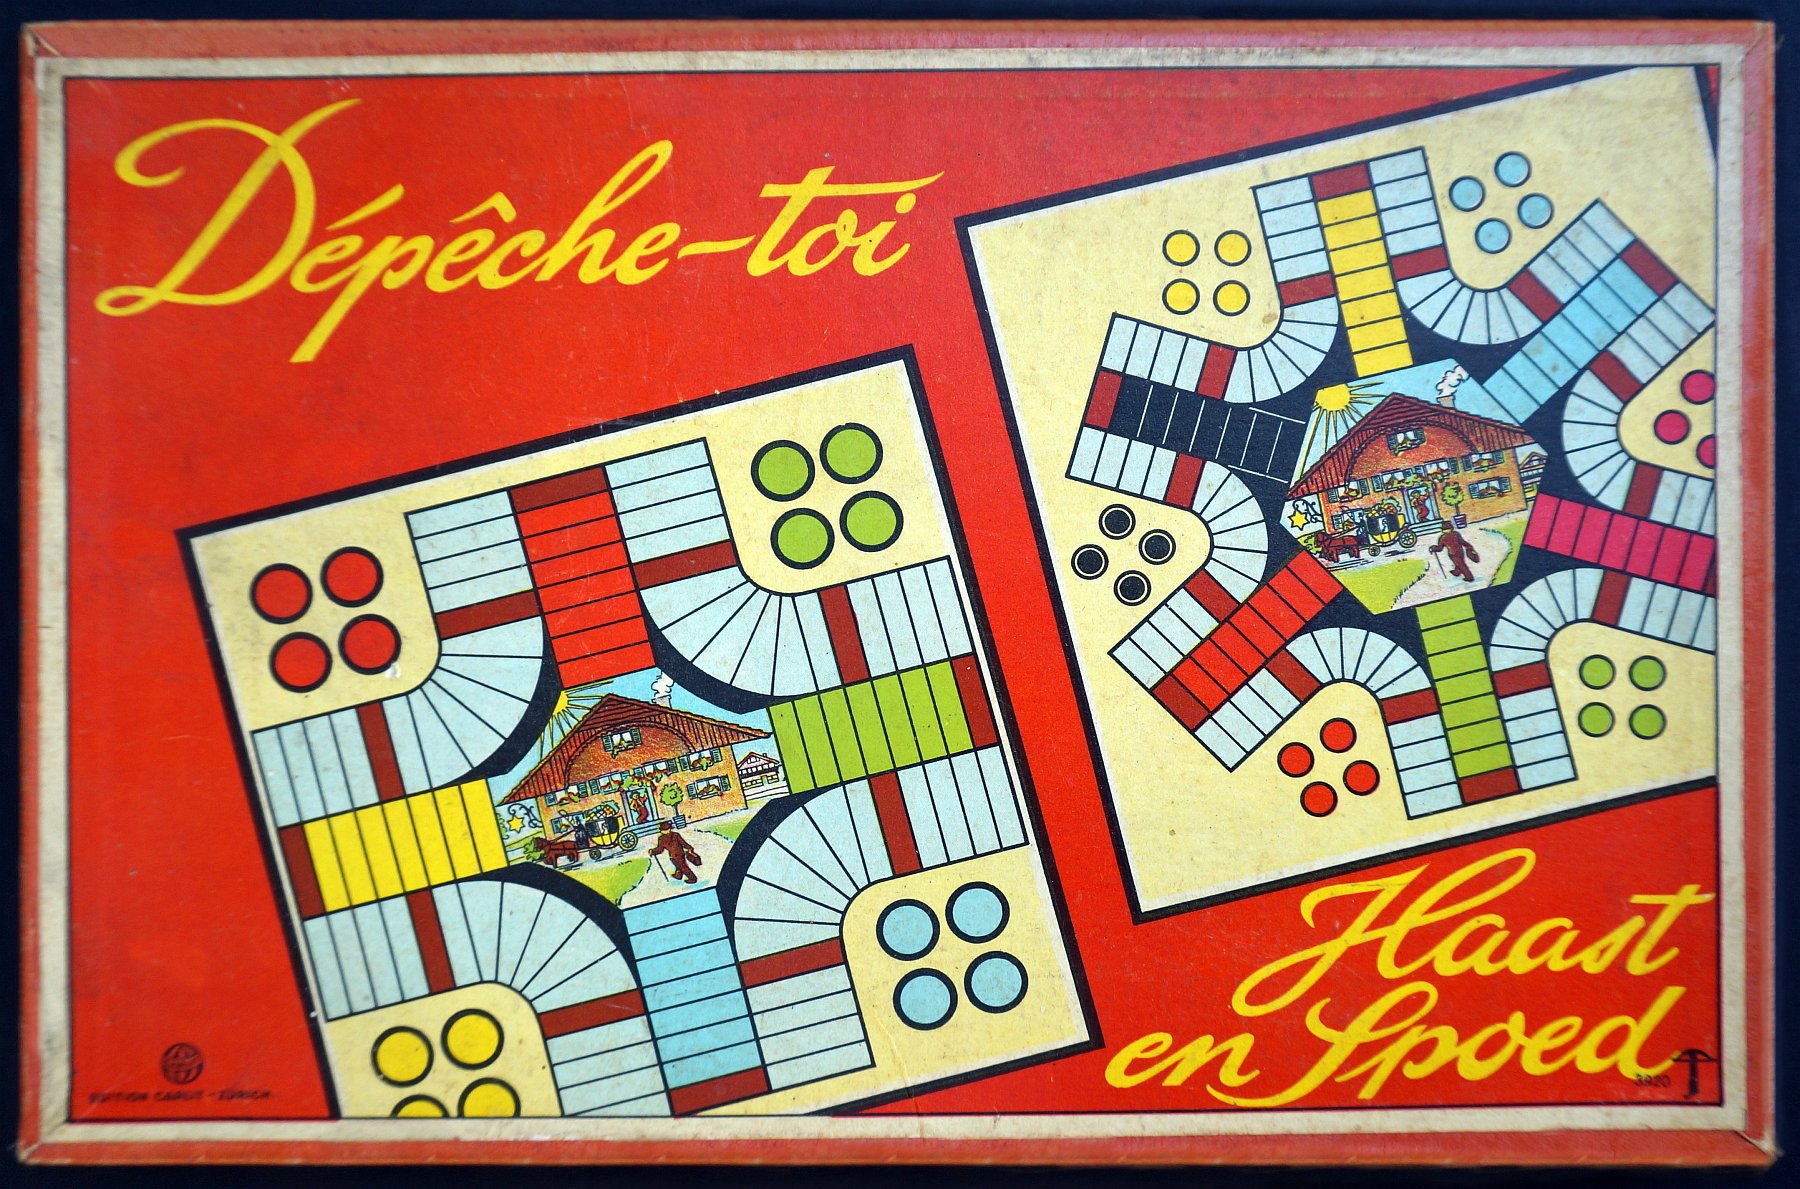 Dépêche-toi
Haast
en Spoed
3920
EDITION CARLIT - ZÜRICH